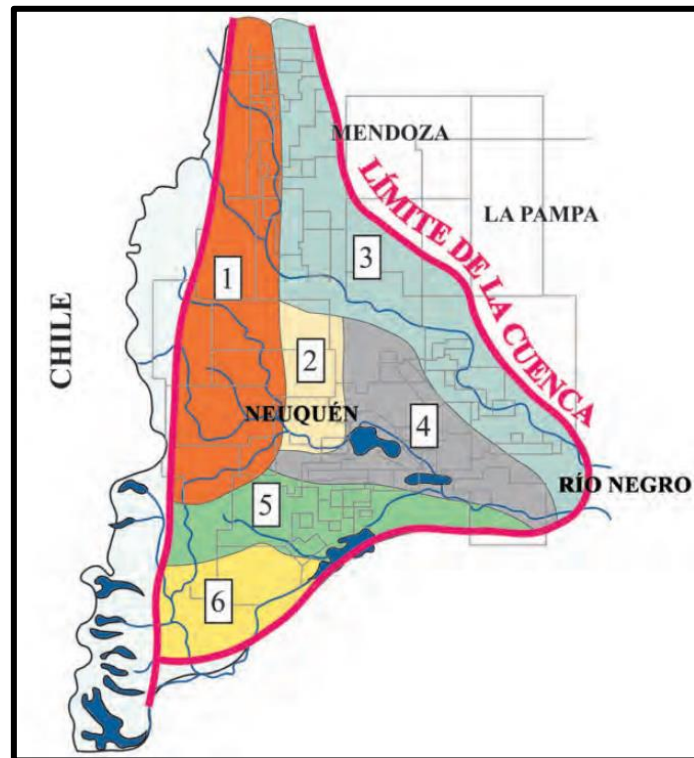 MENDOZA
LÍMITE DE LA CUENCA
LA PAMPA
3
1
CHILE
2
NEUQUÉN
4
RÍO NEGRO
5
6